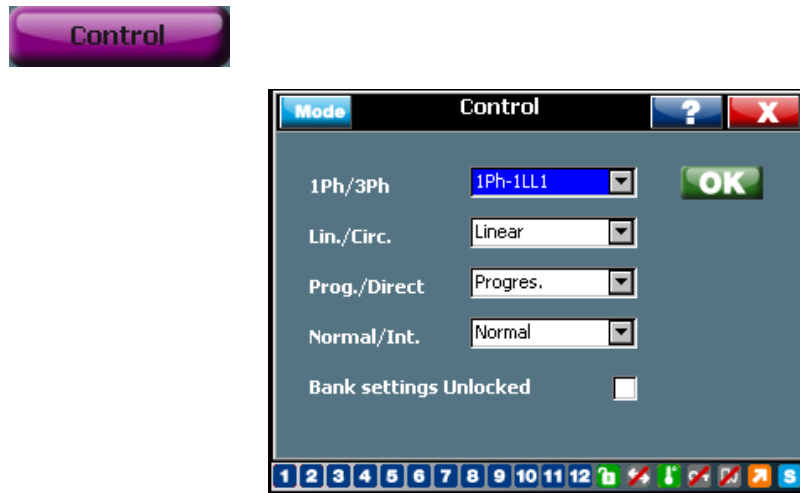 Control
Mode Control ? X
1Ph/3Ph 1Ph-1LL1 OK
Lin./Circ. Linear
Prog./Direct Progres.
Normal/Int. Normal
Bank settings Unlocked
1 2 3 4 5 6 7 8 9 10 11 12 S